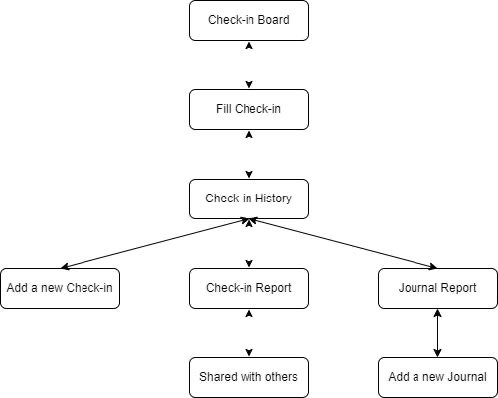 Check-in Board
Fill Check-in
Check in History
Add a new Check-in
Check-in Report
Journal Report
Shared with others
Add a new Journal